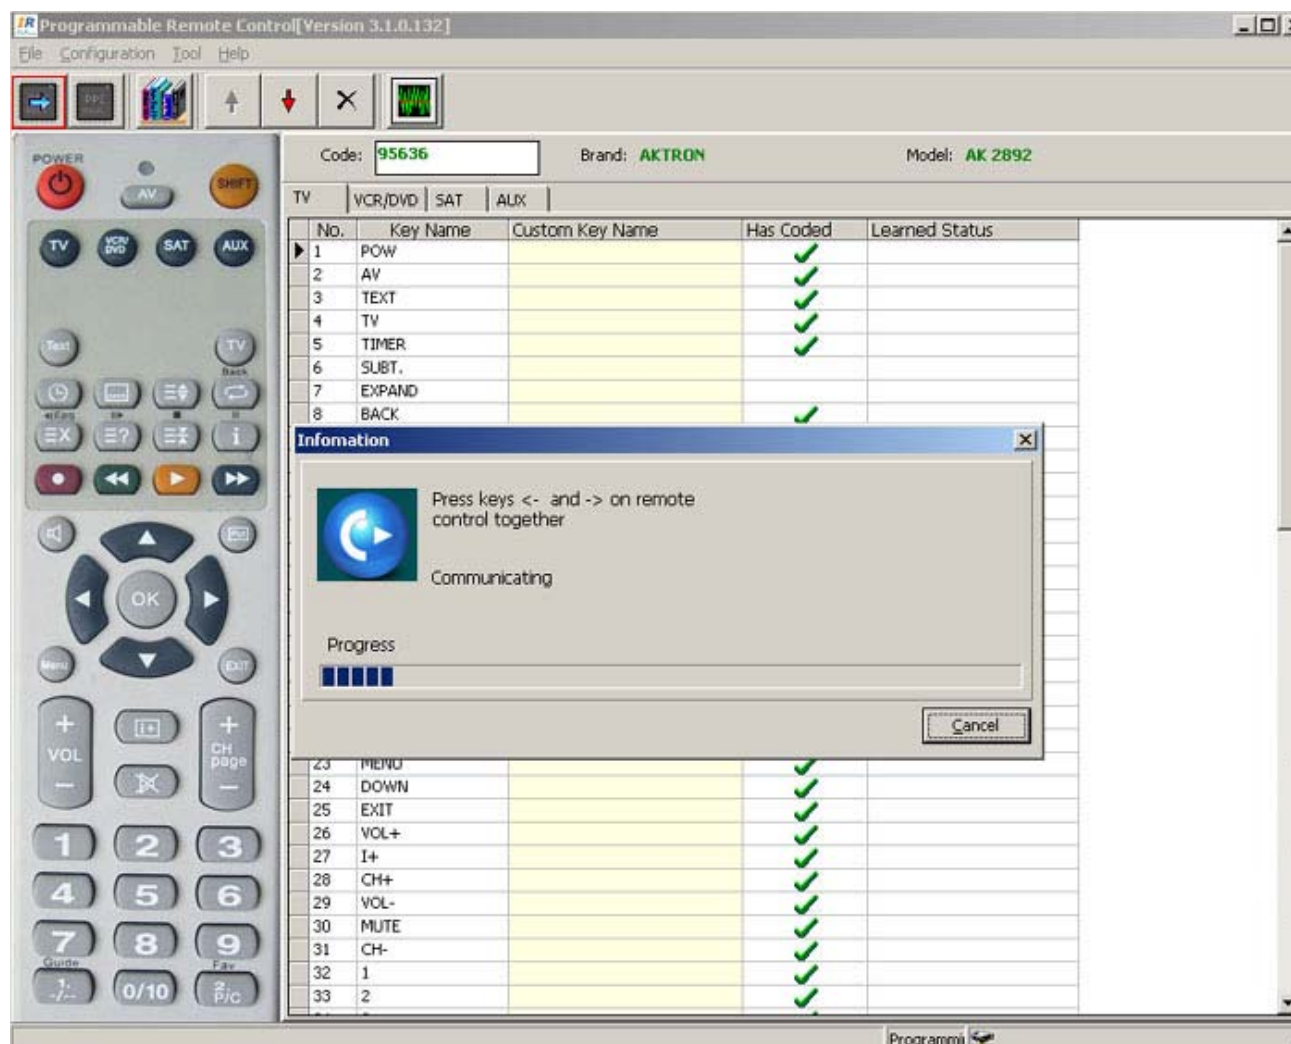 IR Programmable Remote Control[Version 3.1.0.132]
File Configuration Tool Help
Code: 95636 Brand: AKTRON Model: AK 2892
TV VCR/DVD SAT AUX
No. Key Name Custom Key Name Has Coded Learned Status
1 POW
2 AV
3 TEXT
4 TV
5 TIMER
6 SUBT.
7 EXPAND
8 BACK
Infomation
Press keys <- and -> on remote
control together
Communicating
Progress
Cancel
23 MENU
24 DOWN
25 EXIT
26 VOL+
27 I+
28 CH+
29 VOL-
30 MUTE
31 CH-
32 1
33 2
POWER
AV SHIFT
TV VCR/DVD SAT AUX
Text TV
Back
EX E? i
OK
Menu EXIT
+ i+ +
VOL CH
page
- -
1 2 3
4 5 6
7 8 9
Guide Fav
-/-- 0/10 P/C
Programmi